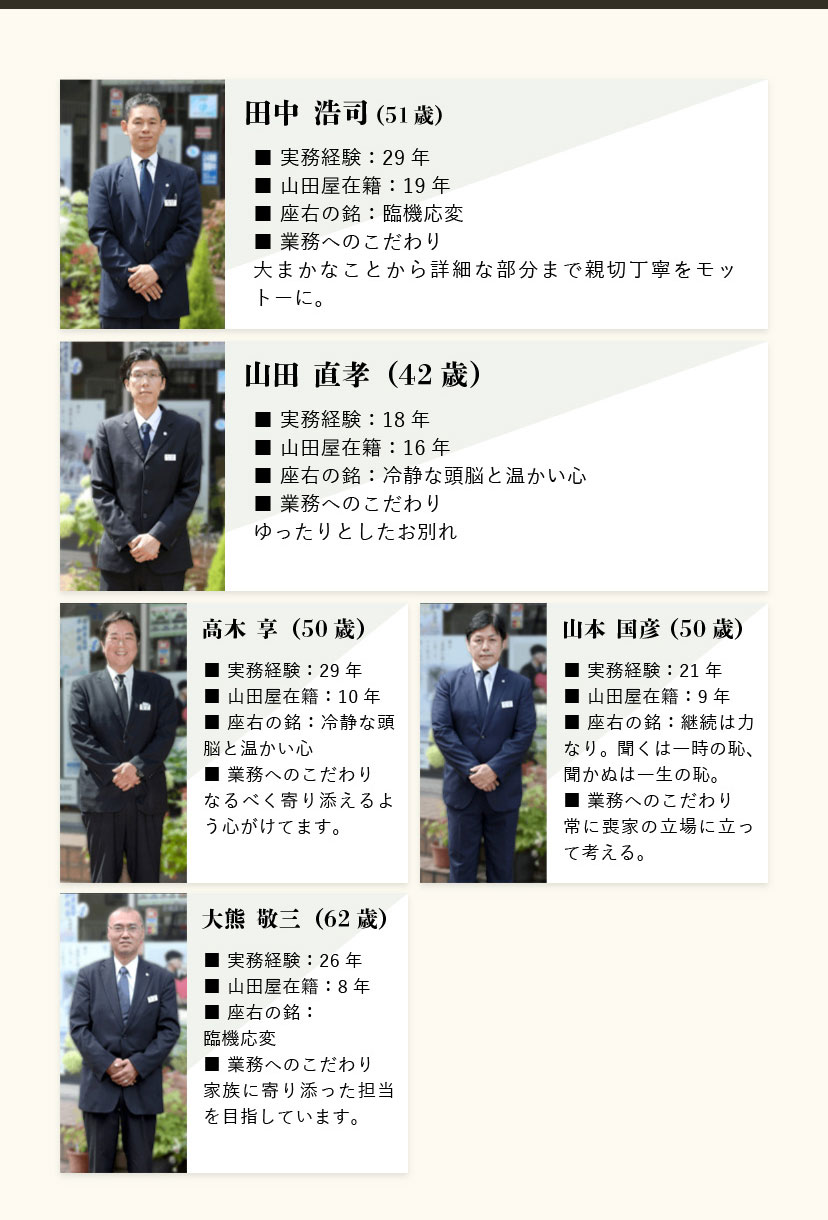 田中 浩司 (51 歳)
■ 実務経験：29 年
■ 山田屋在籍：19 年
■ 座右の銘：臨機応変
■ 業務へのこだわり
大まかなことから詳細な部分まで親切丁寧をモッ
トーに。
山田 直孝（42 歳）
■ 実務経験：18 年
■ 山田屋在籍：16 年
■ 座右の銘：冷静な頭脳と温かい心
■ 業務へのこだわり
ゆったりとしたお別れ
高木 享（50 歳）
■ 実務経験：29 年
■ 山田屋在籍：10 年
■ 座右の銘：冷静な頭
脳と温かい心
■ 業務へのこだわり
なるべく寄り添えるよ
う心がけてます。
山本 国彦（50 歳）
■ 実務経験：21 年
■ 山田屋在籍：9 年
■ 座右の銘：継続は力
なり。聞くは一時の恥、
聞かぬは一生の恥。
■ 業務へのこだわり
常に喪家の立場に立っ
て考える。
大熊 敬三（62 歳）
■ 実務経験：26 年
■ 山田屋在籍：8 年
■ 座右の銘：
臨機応変
■ 業務へのこだわり
家族に寄り添った担当
を目指しています。